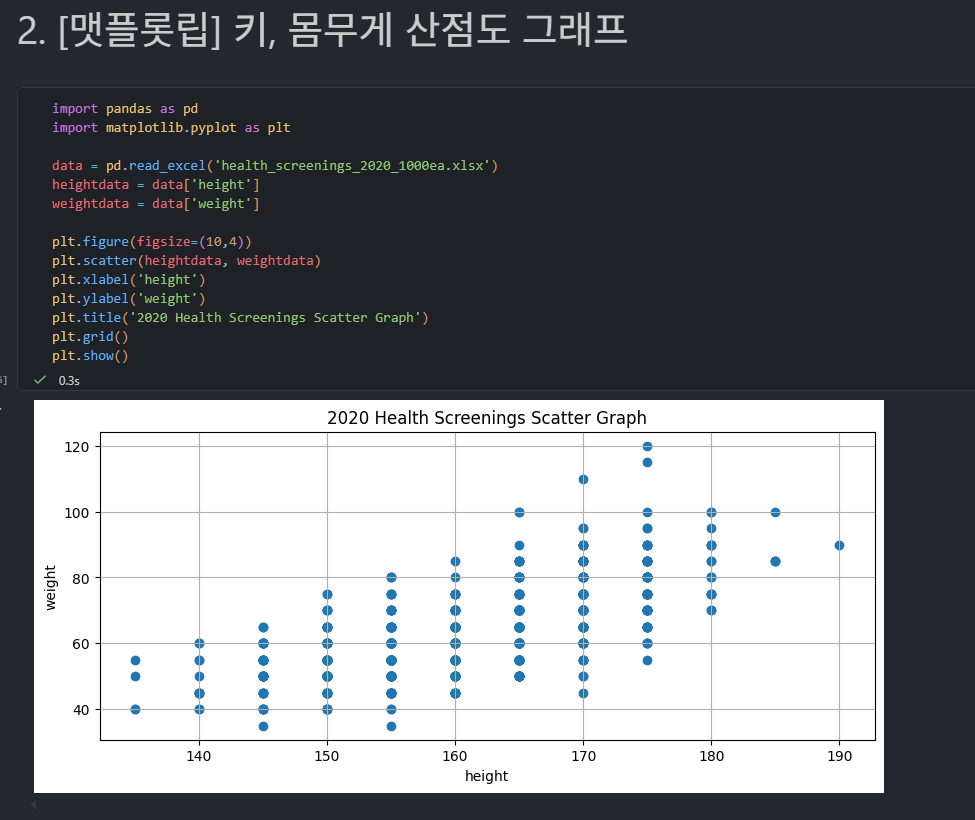 2. [맷플롯립] 키, 몸무게 산점도 그래프
import pandas as pd
import matplotlib.pyplot as plt
data = pd.read_excel('health_screenings_2020_1000ea.xlsx')
heightdata = data['height']
weightdata = data['weight']
plt.figure(figsize=(10,4))
plt.scatter(heightdata, weightdata)
plt.xlabel('height')
plt.ylabel('weight')
plt.title('2020 Health Screenings Scatter Graph')
plt.grid()
plt.show()
0.3s
2020 Health Screenings Scatter Graph
120
100
80
60
40
weight
140 150 160 170 180 190
height